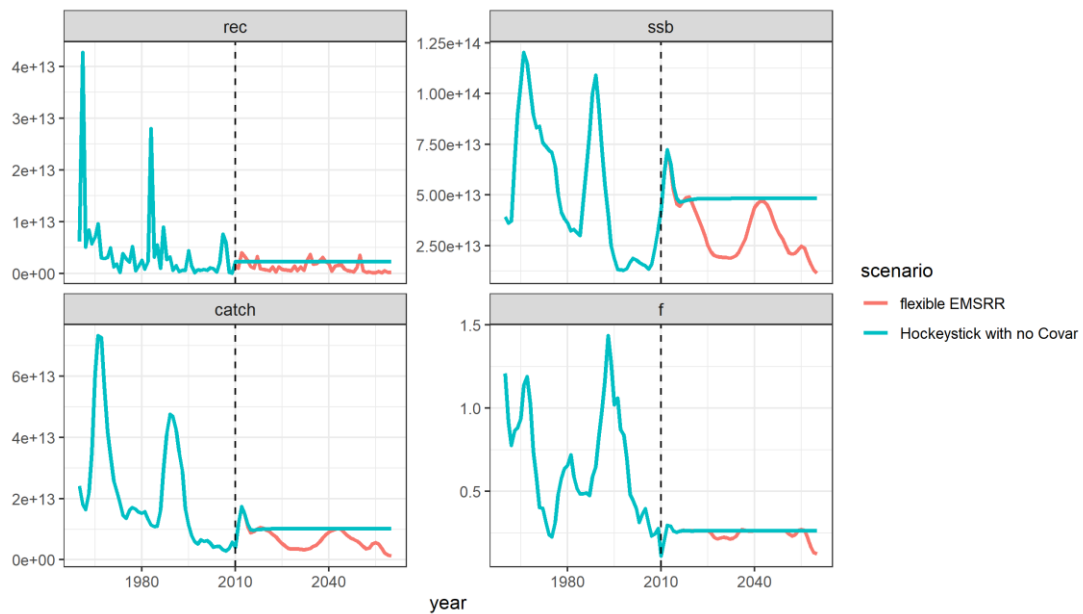 rec
ssb
4e+13
3e+13
2e+13
1e+13
0e+00
1.25e+14
1.00e+14
7.50e+13
5.00e+13
2.50e+13
catch
f
6e+13
4e+13
2e+13
0e+00
1.5
1.0
0.5
1980
2010
2040
1980
2010
2040
year
scenario
flexible EMSRR
Hockeystick with no Covar